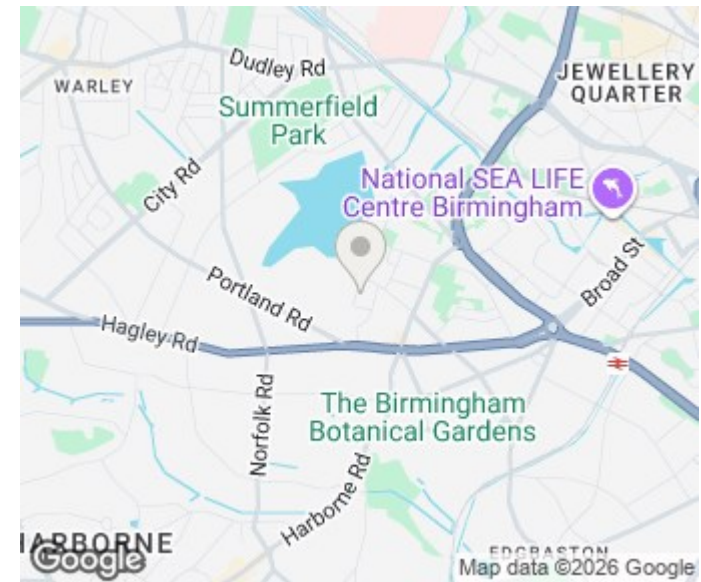 Dudley Rd
WARLEY
JEWELLERY
QUARTER
Summerfield
Park
City Rd
National SEA LIFE
Centre Birmingham
Broad St
Portland Rd
Hagley Rd
Norfolk Rd
The Birmingham
Botanical Gardens
Harborne Rd
HARBORNE
EDGBASTON
Google
Map data ©2026 Google